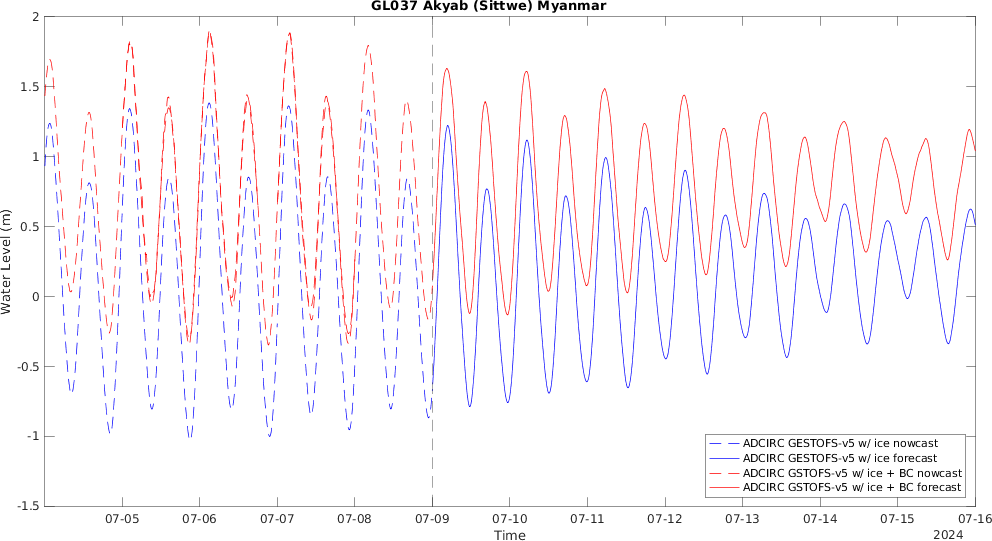 GL037 Akyab (Sittwe) Myanmar
Water Level (m)
2
1.5
1
0.5
0
-0.5
-1
-1.5
ADCIRC GESTOFS-v5 w/ ice nowcast
ADCIRC GESTOFS-v5 w/ ice forecast
ADCIRC GSTOFS-v5 w/ ice + BC nowcast
ADCIRC GSTOFS-v5 w/ ice + BC forecast
07-05 07-06 07-07 07-08 07-09 07-10 07-11 07-12 07-13 07-14 07-15 07-16
Time
2024